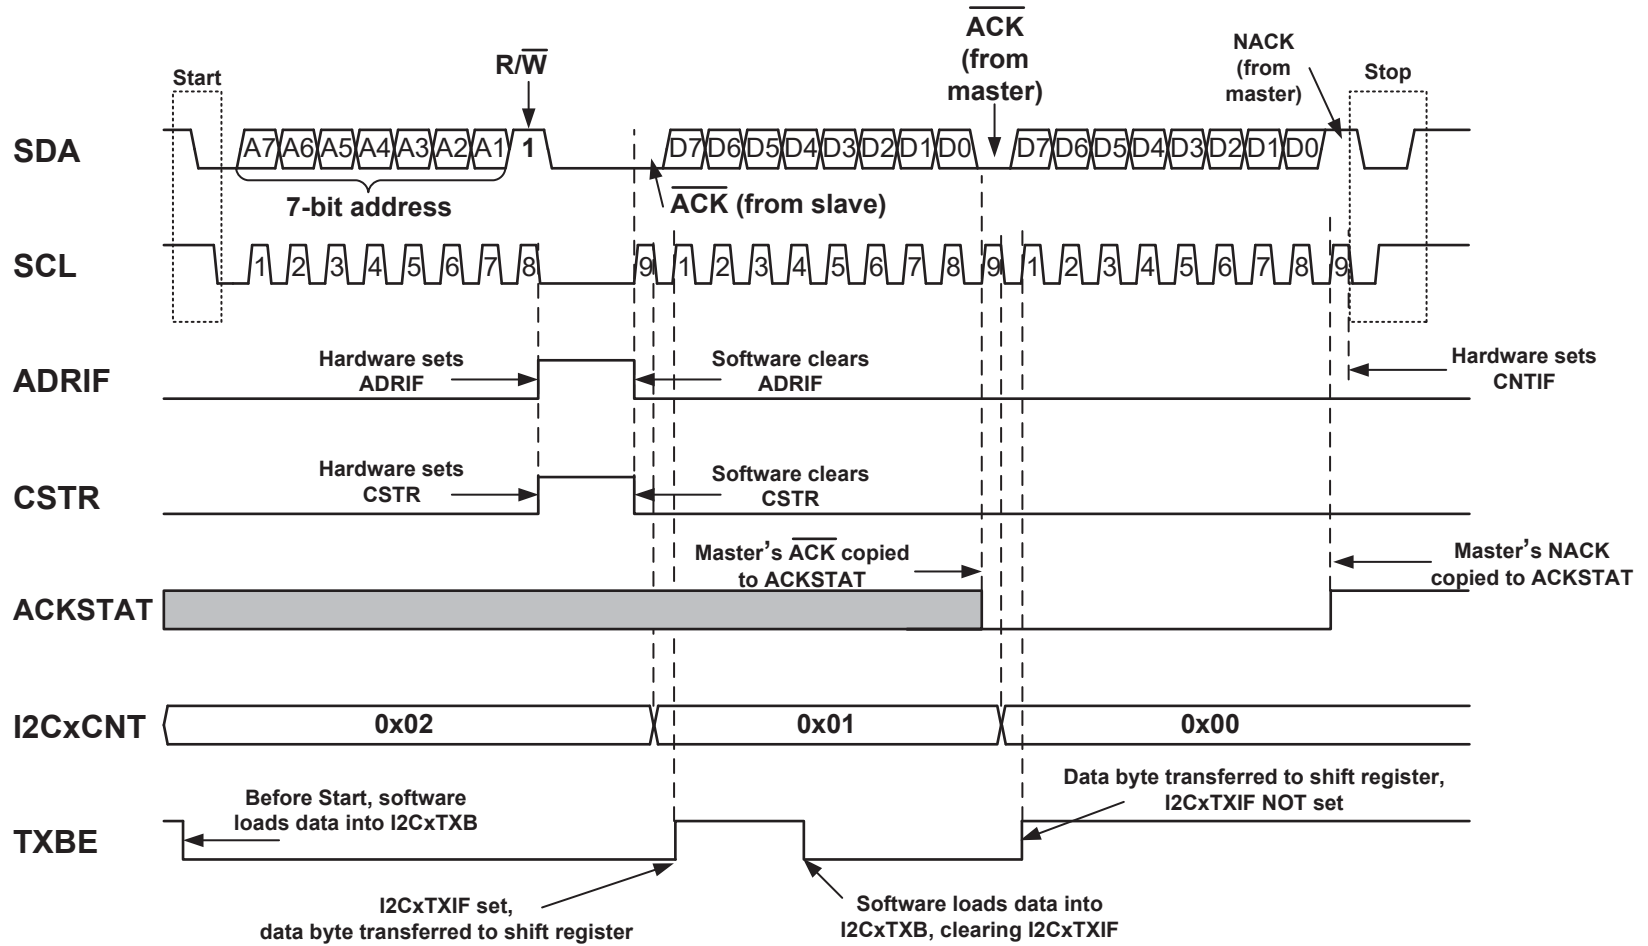 ACK
(from
master)
NACK
(from
master)
R/W
Start
Stop
SDA
A7 A6 A5 A4 A3 A2 A1 1 D7 D6 D5 D4 D3 D2 D1 D0 D7 D6 D5 D4 D3 D2 D1 D0
7-bit address
ACK (from slave)
SCL
1 2 3 4 5 6 7 8 9 1 2 3 4 5 6 7 8 9 1 2 3 4 5 6 7 8 9
ADRIF
Hardware sets
ADRIF
Software clears
ADRIF
Hardware sets
CNTIF
CSTR
Hardware sets
CSTR
Software clears
CSTR
Master's ACK copied
to ACKSTAT
Master's NACK
copied to ACKSTAT
ACKSTAT
I2CxCNT
0x02
0x01
0x00
TXBE
Before Start, software
loads data into I2CxTXB
Data byte transferred to shift register,
I2CxTXIF NOT set
I2CxTXIF set,
data byte transferred to shift register
Software loads data into
I2CxTXB, clearing I2CxTXIF